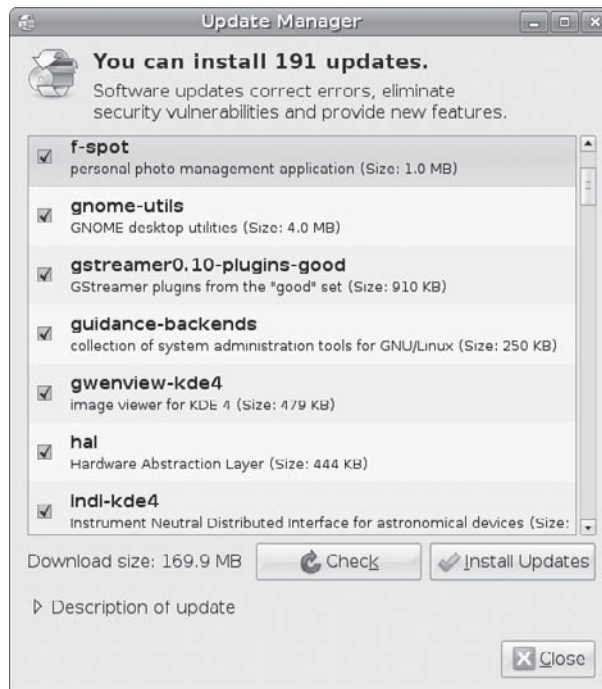 Update Manager
You can install 191 updates.
Software updates correct errors, eliminate
security vulnerabilities and provide new features.
f-spot
personal photo management application (Size: 1.0 MB)
gnome-utils
GNOME desktop utilities (Size: 4.0 MB)
gstreamer0.10-plugins-good
GStreamer plugins from the "good" set (Size: 910 KB)
guidance-backends
collection of system administration tools for GNU/Linux (Size: 250 KB)
gwenview-kde4
image viewer for KDE 4 (Size: 479 KB)
hal
Hardware Abstraction Layer (Size: 444 KB)
indi-kde4
Instrument Neutral Distributed Interface for astronomical devices (Size:
Download size: 169.9 MB
Check
Install Updates
Description of update
Close